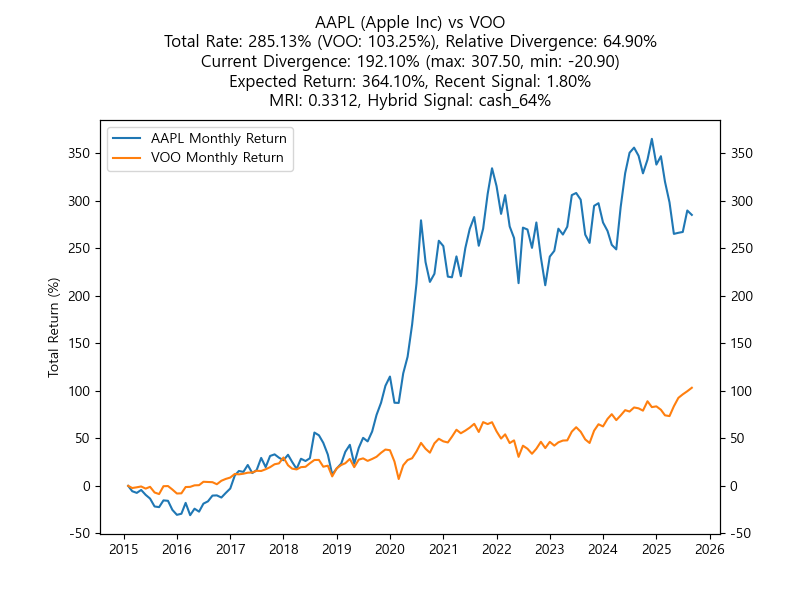 AAPL (Apple Inc) vs VOO
Total Rate: 285.13% (VOO: 103.25%), Relative Divergence: 64.90%
Current Divergence: 192.10% (max: 307.50, min: -20.90)
Expected Return: 364.10%, Recent Signal: 1.80%
MRI: 0.3312, Hybrid Signal: cash_64%
AAPL Monthly Return
VOO Monthly Return
Total Return (%)
350 350
300 300
250 250
200 200
150 150
100 100
50 50
0 0
-50 -50
2015 2016 2017 2018 2019 2020 2021 2022 2023 2024 2025 2026